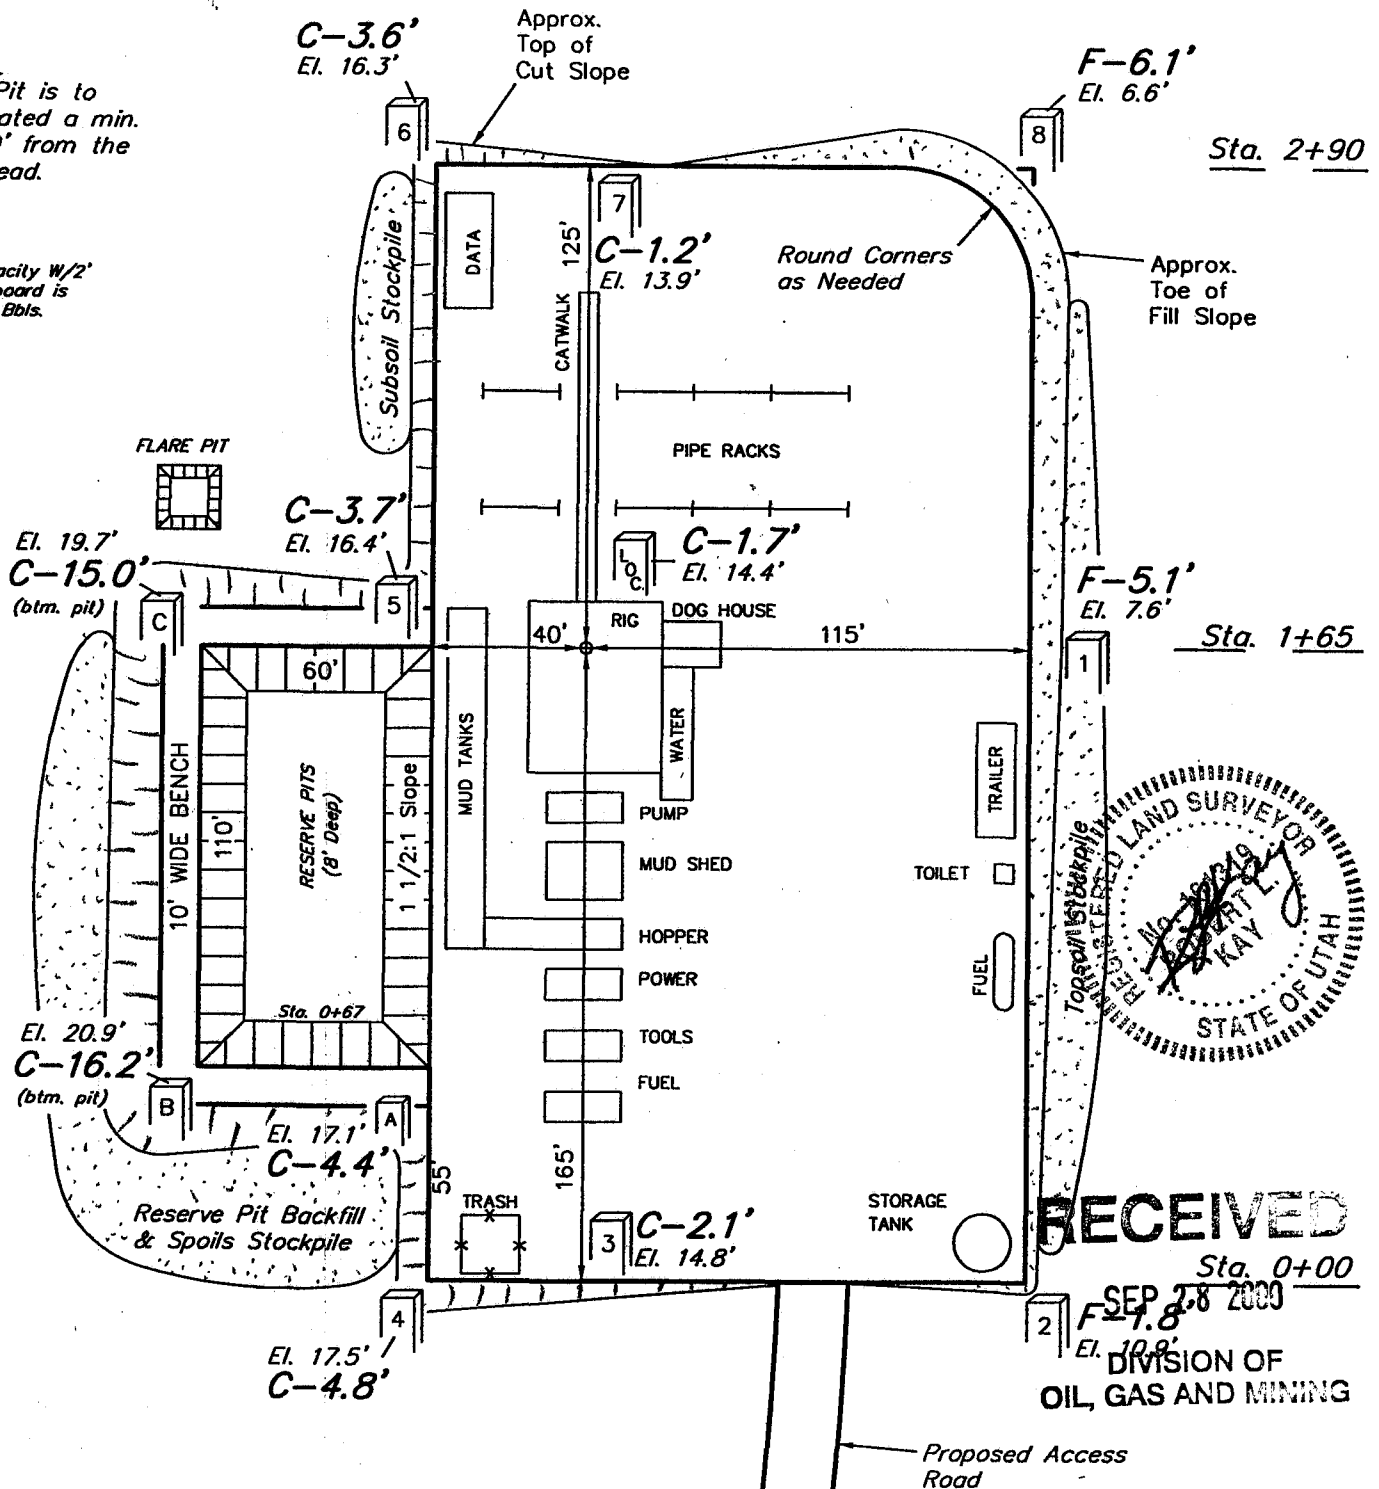 Approx.
Top of
Cut Slope
C-3.6'
El. 16.3'
F-6.1'
El. 6.6'
Pit is to
ated a min.
' from the
ead.
6
8
Sta. 2+90
7
DATA
Subsoil Stockpile
125'
C-1.2'
El. 13.9'
Round Corners
as Needed
Approx.
Toe of
Fill Slope
acity W/2'
oard is
Bbls.
CATWALK
FLARE PIT
PIPE RACKS
C-3.7'
El. 16.4'
El. 19.7'
C-15.0'
(btm. pit)
LOC.
C-1.7'
El. 14.4'
F-5.1'
El. 7.6'
C
5
RIG
DOG HOUSE
40'
115'
1
Sta. 1+65
60'
MUD TANKS
WATER
TRAILER
10' WIDE BENCH
110'
RESERVE PITS
(8' Deep)
1 1/2:1 Slope
PUMP
MUD SHED
TOILET
HOPPER
POWER
FUEL
Topsoil Stockpile
REGISTERED LAND SURVEYOR
No.
ROBERT L.
KAY
STATE OF UTAH
Sta. 0+67
El. 20.9'
C-16.2'
(btm. pit)
TOOLS
FUEL
B
A
El. 17.1'
C-4.4'
55'
165'
TRASH
Reserve Pit Backfill
& Spoils Stockpile
3
C-2.1'
El. 14.8'
STORAGE
TANK
RECEIVED
Sta. 0+00
SEP 28 2000
4
2
F-1.8'
El. 10.9'
El. 17.5'
C-4.8'
DIVISION OF
OIL, GAS AND MINING
Proposed Access
Road